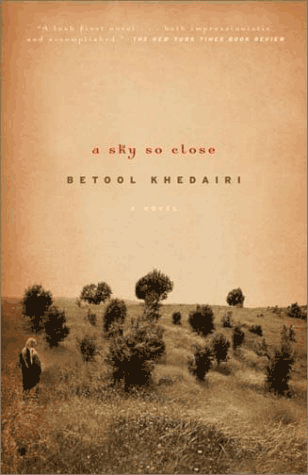 "A lush first novel . . . both impressionistic
and accomplished." — THE NEW YORK TIMES BOOK REVIEW
a sky so close
BETOOL KHEDAIRI
A NOVEL